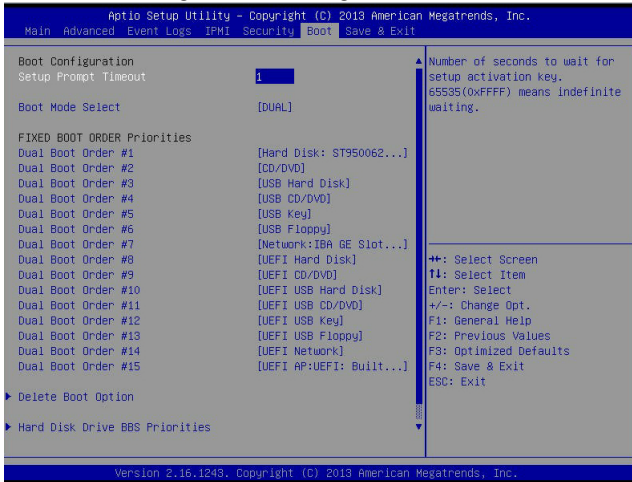 Aptio Setup Utility – Copyright (C) 2013 American Megatrends, Inc.
Main Advanced Event Logs IPMI Security Boot Save & Exit
Boot Configuration
Setup Prompt Timeout 1
Boot Mode Select [DUAL]
FIXED BOOT ORDER Priorities
Dual Boot Order #1 [Hard Disk: ST950062...]
Dual Boot Order #2 [CD/DVD]
Dual Boot Order #3 [USB Hard Disk]
Dual Boot Order #4 [USB CD/DVD]
Dual Boot Order #5 [USB Key]
Dual Boot Order #6 [USB Floppy]
Dual Boot Order #7 [Network:IBA GE Slot...]
Dual Boot Order #8 [UEFI Hard Disk]
Dual Boot Order #9 [UEFI CD/DVD]
Dual Boot Order #10 [UEFI USB Hard Disk]
Dual Boot Order #11 [UEFI USB CD/DVD]
Dual Boot Order #12 [UEFI USB Key]
Dual Boot Order #13 [UEFI USB Floppy]
Dual Boot Order #14 [UEFI Network]
Dual Boot Order #15 [UEFI AP:UEFI: Built...]
▶ Delete Boot Option
▶ Hard Disk Drive BBS Priorities
Number of seconds to wait for
setup activation key.
65535(0xFFFF) means indefinite
waiting.
→←: Select Screen
↑↓: Select Item
Enter: Select
+/-: Change Opt.
F1: General Help
F2: Previous Values
F3: Optimized Defaults
F4: Save & Exit
ESC: Exit
Version 2.16.1243. Copyright (C) 2013 American Megatrends, Inc.